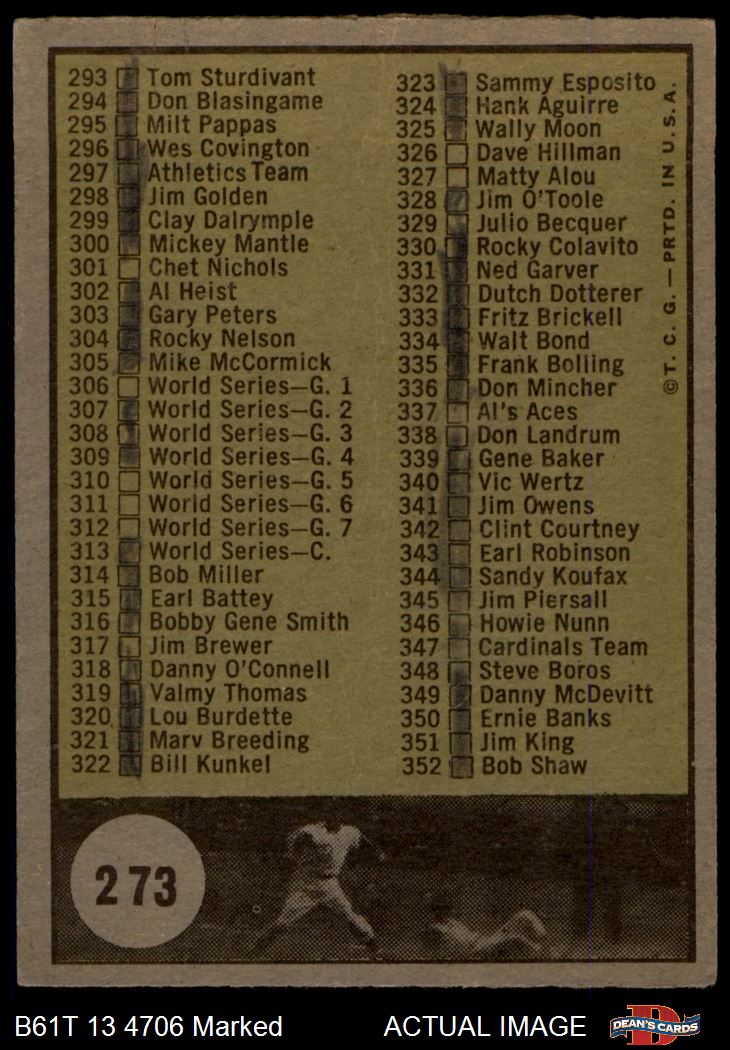 293 Tom Sturdivant
294 Don Blasingame
295 Milt Pappas
296 Wes Covington
297 Athletics Team
298 Jim Golden
299 Clay Dalrymple
300 Mickey Mantle
301 Chet Nichols
302 Al Heist
303 Gary Peters
304 Rocky Nelson
305 Mike McCormick
306 World Series—G. 1
307 World Series—G. 2
308 World Series—G. 3
309 World Series—G. 4
310 World Series—G. 5
311 World Series—G. 6
312 World Series—G. 7
313 World Series—C.
314 Bob Miller
315 Earl Battey
316 Bobby Gene Smith
317 Jim Brewer
318 Danny O'Connell
319 Valmy Thomas
320 Lou Burdette
321 Marv Breeding
322 Bill Kunkel
323 Sammy Esposito
324 Hank Aguirre
325 Wally Moon
326 Dave Hillman
327 Matty Alou
328 Jim O'Toole
329 Julio Becquer
330 Rocky Colavito
331 Ned Garver
332 Dutch Dotterer
333 Fritz Brickell
334 Walt Bond
335 Frank Bolling
336 Don Mincher
337 Al's Aces
338 Don Landrum
339 Gene Baker
340 Vic Wertz
341 Jim Owens
342 Clint Courtney
343 Earl Robinson
344 Sandy Koufax
345 Jim Piersall
346 Howie Nunn
347 Cardinals Team
348 Steve Boros
349 Danny McDevitt
350 Ernie Banks
351 Jim King
352 Bob Shaw
©T. C. G.—PRTD. IN U.S.A.
273
B61T 13 4706 Marked
ACTUAL IMAGE
DEAN'S CARDS